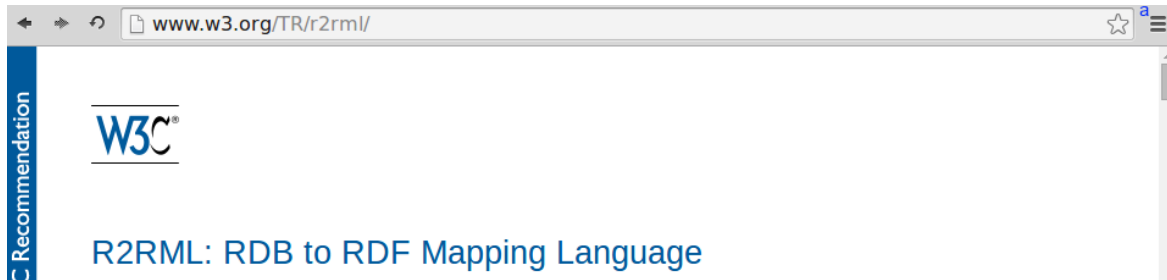 www.w3.org/TR/r2rml/
a
W3C®
R2RML: RDB to RDF Mapping Language
C Recommendation